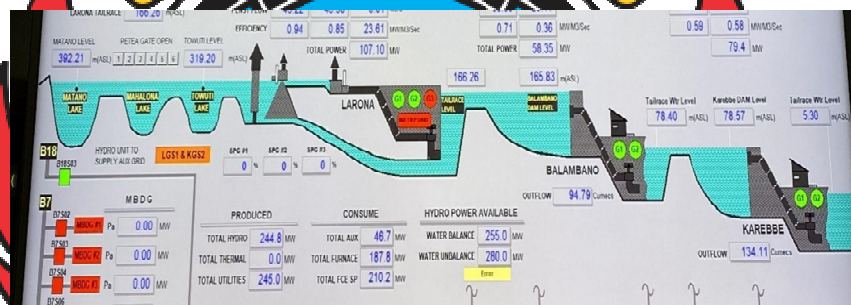 LARONA TAILRACE 166.26 m(ASL)
EFFICIENCY 0.94 0.85 23.61 MW/M3/Sec
0.71 0.36 MW/M3/Sec
0.59 0.58 MW/M3/Sec
TOTAL POWER 107.10 MW
TOTAL POWER 58.35 MW
79.4 MW
MATANO LEVEL PETEA GATE OPEN TOWUTI LEVEL
392.21 m(ASL) 1 2 3 4 5 6 319.20 m(ASL)
166.26 165.83 m(ASL)
MATANO LAKE
MAHALONA LAKE
TOWUTI LAKE
LARONA
G1 G2 G3
TAILRACE LEVEL
BALAMBANO DAM LEVEL
Tailrace Wtr Level Karebbe DAM Level Tailrace Wtr Level
78.40 m(ASL) 78.57 m(ASL) 5.30 m(ASL)
B18
B18S03
HYDRO UNIT TO SUPPLY AUX GRID
LGS1 & KGS2
SPC #1 SPC #2 SPC #3
0 % 0 % 0 %
G1 G2
BALAMBANO
OUTFLOW 94.79 Cumecs
G1 G2
KAREBBE
OUTFLOW 134.11 Cumecs
B7
MBDG
B7S02
MBDG #1 Pa 0.00 MW
B7S03
MBDG #2 Pa 0.00 MW
B7S04
MBDG #3 Pa 0.00 MW
B7S06
PRODUCED CONSUME HYDRO POWER AVAILABLE
TOTAL HYDRO 244.8 MW TOTAL AUX 46.7 MW WATER BALANCE 255.0 MW
TOTAL THERMAL 0.0 MW TOTAL FURNACE 187.8 MW WATER UNBALANCE 260.0 MW
TOTAL UTILITIES 245.0 MW TOTAL FCE SP 210.2 MW Error